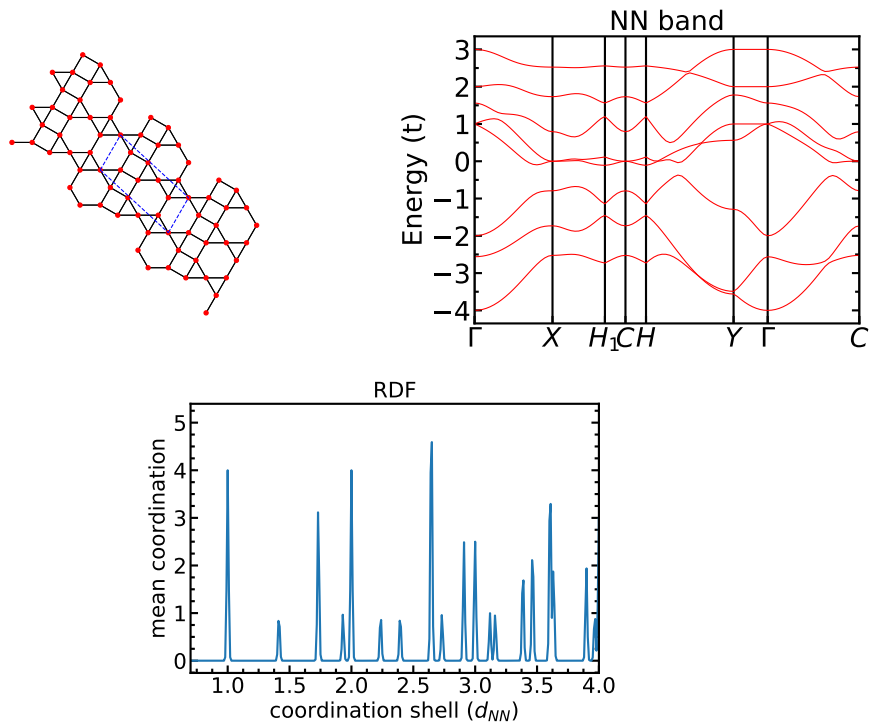 NN band
Energy (t)
3
2
1
0
−1
−2
−3
−4
Γ X H₁ C H Y Γ C
RDF
mean coordination
5
4
3
2
1
0
1.0 1.5 2.0 2.5 3.0 3.5 4.0
coordination shell (d_NN)